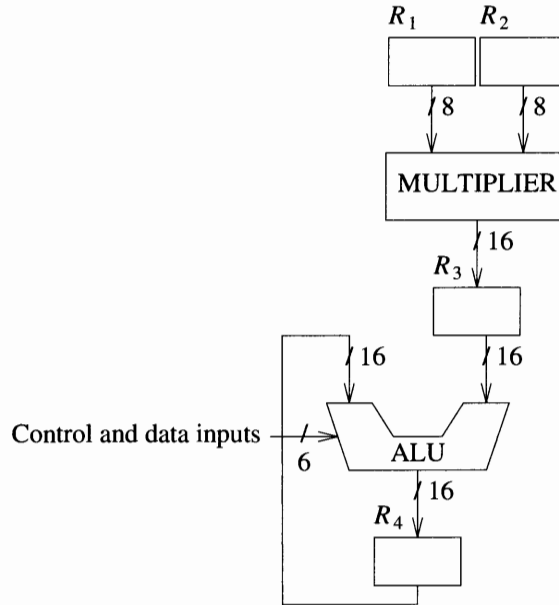 R1 R2
8 8
MULTIPLIER
16
R3
16 16
Control and data inputs
6
ALU
16
R4